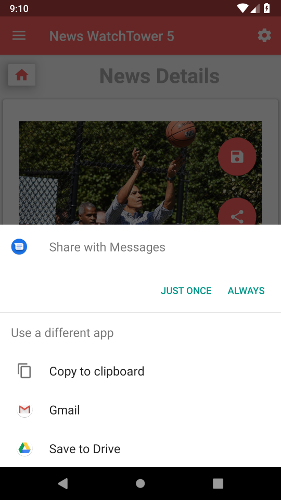 9:10
News WatchTower 5
News Details
Share with Messages
JUST ONCE
ALWAYS
Use a different app
Copy to clipboard
Gmail
Save to Drive